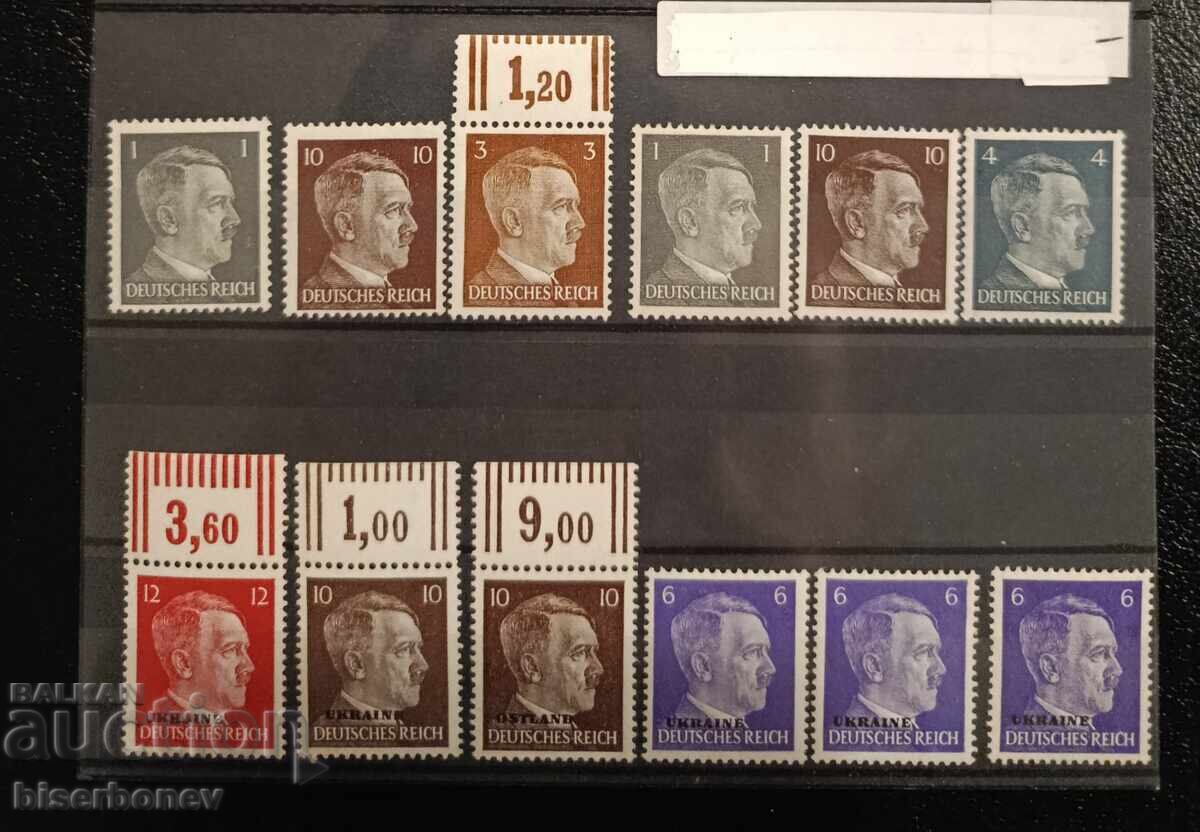 1,20
1 1
10 10
3 3
1 1
10 10
4 4
DEUTSCHES REICH
DEUTSCHES REICH
DEUTSCHES REICH
DEUTSCHES REICH
DEUTSCHES REICH
DEUTSCHES REICH
3,60
1,00
9,00
12 12
10 10
10 10
6 6
6 6
6 6
UKRAINE
UKRAINE
OSTLAND
UKRAINE
UKRAINE
UKRAINE
DEUTSCHES REICH
DEUTSCHES REICH
DEUTSCHES REICH
DEUTSCHES REICH
DEUTSCHES REICH
DEUTSCHES REICH
BALKAN
auction
biserbonev